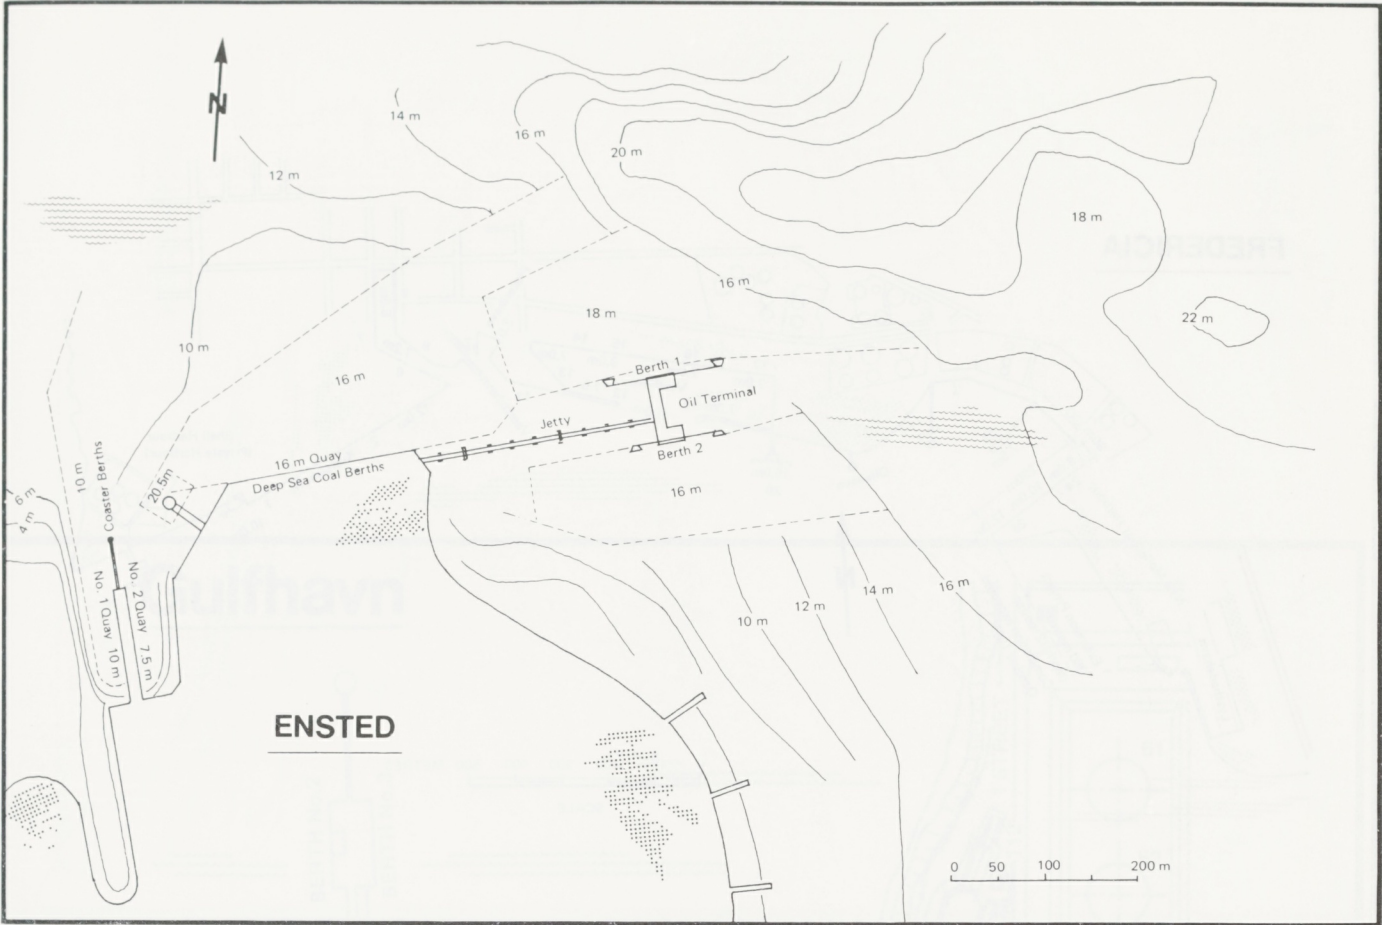 N
14 m
16 m
20 m
12 m
18 m
16 m
22 m
18 m
10 m
16 m
Berth 1
Oil Terminal
Jetty
Berth 2
16 m Quay
Deep Sea Coal Berths
16 m
20.5m
10 m
Coaster Berths
6 m
4 m
No. 1 Quay 10 m
No. 2 Quay 7.5 m
10 m
12 m
14 m
16 m
ENSTED
0 50 100 200 m
FREDERICIA